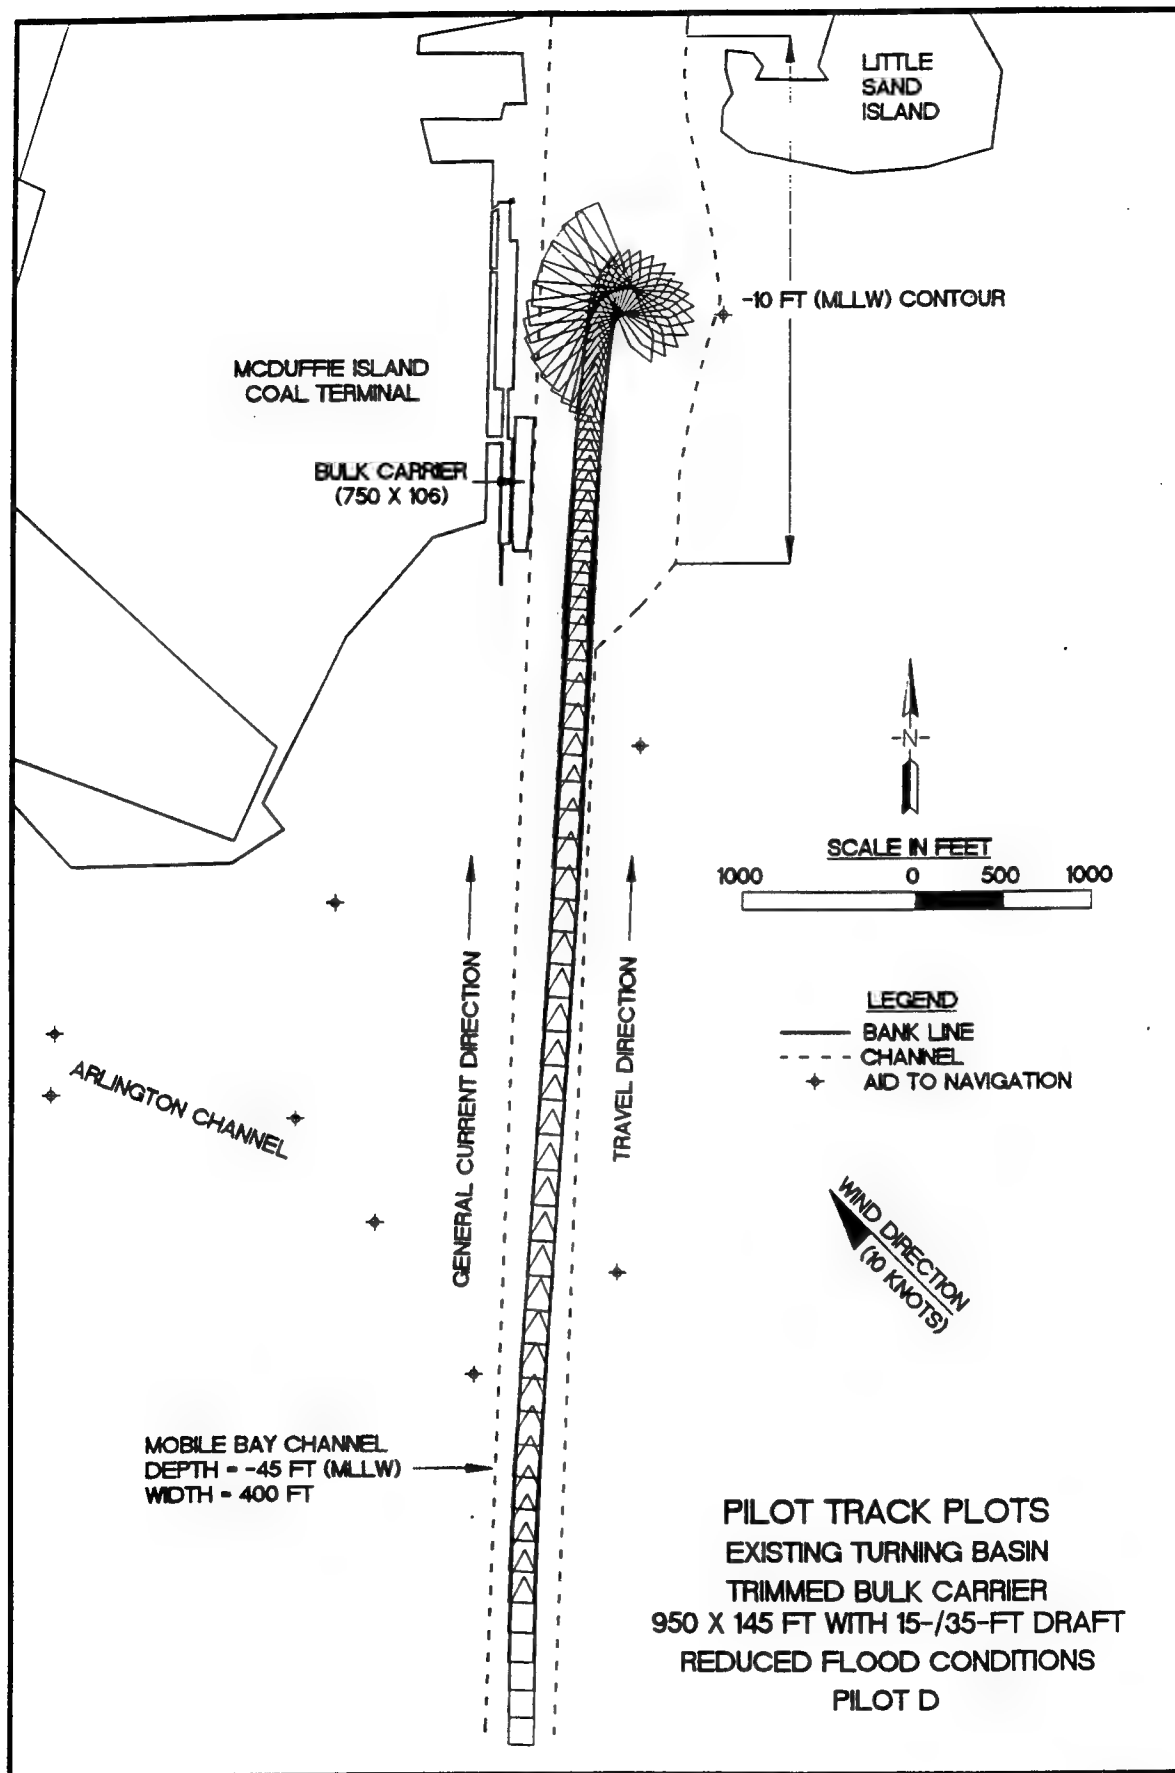 LITTLE
SAND
ISLAND
-10 FT (MLLW) CONTOUR
MCDUFFIE ISLAND
COAL TERMINAL
BULK CARRIER
(750 X 106)
-N-
SCALE IN FEET
1000 0 500 1000
LEGEND
BANK LINE
CHANNEL
AID TO NAVIGATION
GENERAL CURRENT DIRECTION
TRAVEL DIRECTION
ARLINGTON CHANNEL
WIND DIRECTION
(10 KNOTS)
MOBILE BAY CHANNEL
DEPTH = -45 FT (MLLW)
WIDTH = 400 FT
PILOT TRACK PLOTS
EXISTING TURNING BASIN
TRIMMED BULK CARRIER
950 X 145 FT WITH 15-/35-FT DRAFT
REDUCED FLOOD CONDITIONS
PILOT D